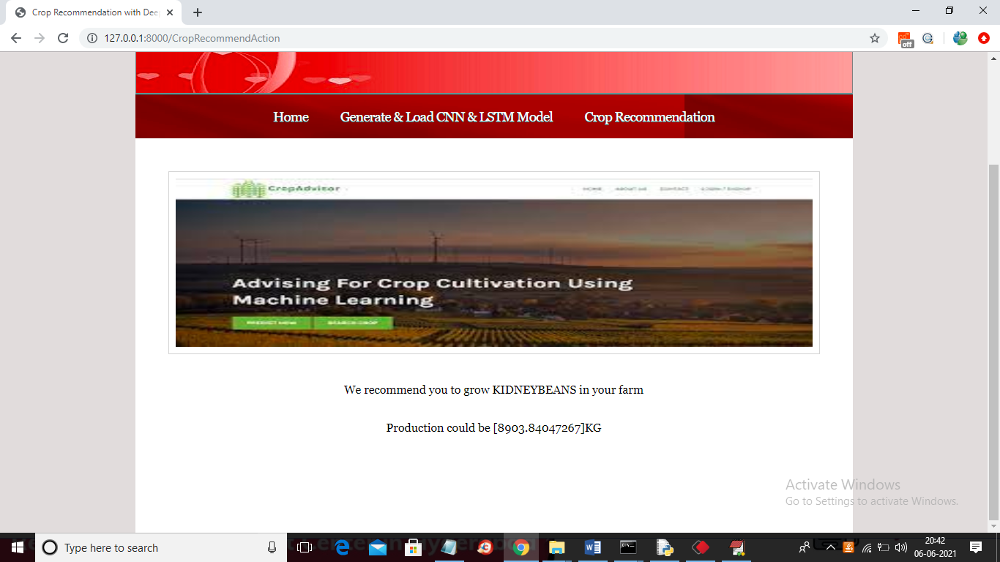 Crop Recommendation with Dee
127.0.0.1:8000/CropRecommendAction
off
Home Generate & Load CNN & LSTM Model Crop Recommendation
CropAdvisor
HOME ABOUT US CONTACT
Advising For Crop Cultivation Using
Machine Learning
PREDICT NOW SEARCH CROP
We recommend you to grow KIDNEYBEANS in your farm
Production could be [8903.84047267]KG
Activate Windows
Go to Settings to activate Windows.
Type here to search
20:42
06-06-2021